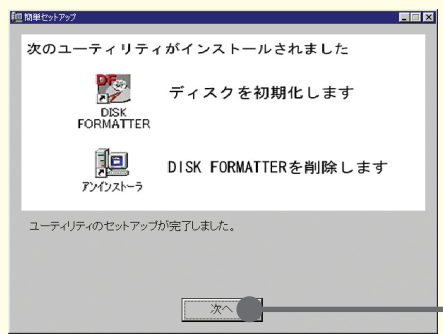 簡単セットアップ
次のユーティリティがインストールされました
DF
ディスクを初期化します
DISK
FORMATTER
DISK FORMATTERを削除します
アンインストーラ
ユーティリティのセットアップが完了しました。
次へ